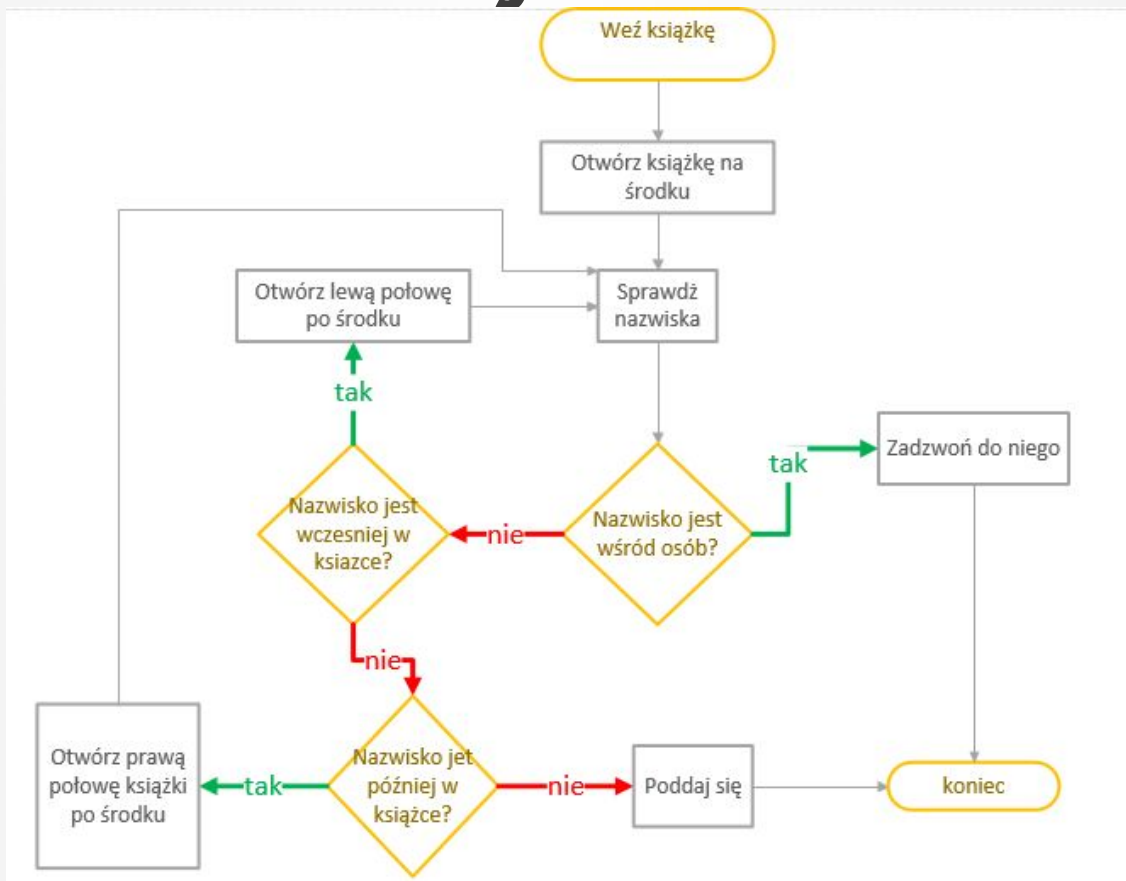 Weź książkę
Otwórz książkę na
środku
Otwórz lewą połowę
po środku
Sprawdź
nazwiska
tak
Zadzwoń do niego
tak
Nazwisko jest
wczesniej w
ksiazce?
nie
Nazwisko jest
wśród osób?
nie
Otwórz prawą
połowę książki
po środku
tak
Nazwisko jet
później w
książce?
nie
Poddaj się
koniec